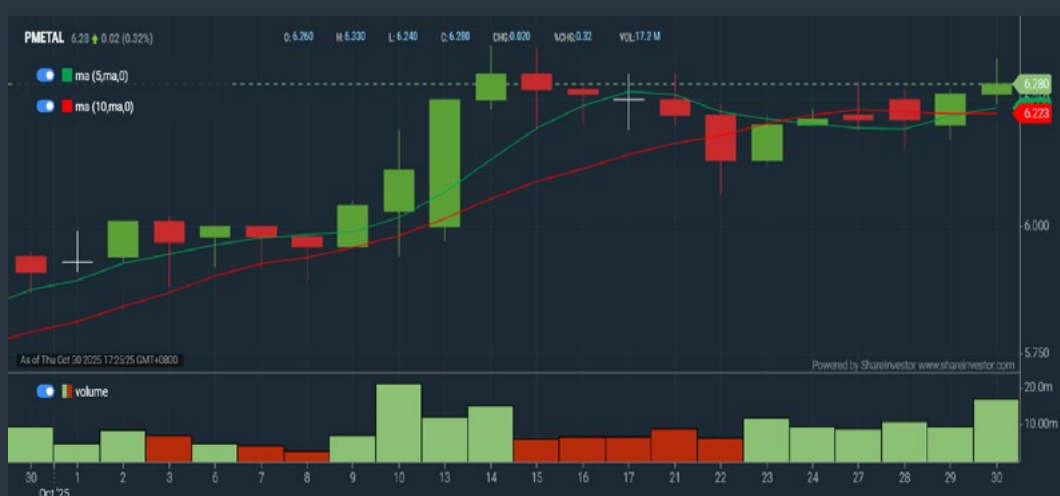 PMETAL 6.28 0.02 (0.32%) O: 6.260 H: 6.330 L: 6.240 C: 6.280 CHG:0.020 %CHG:0.32 VOL:17.2 M
ma (5,ma,0)
6.280
ma (10,ma,0)
6.223
6.000
5.750
As of Thu Oct 30 2025 17:25:25 GMT+0800.
Powered by ShareInvestor www.shareinvestor.com
volume
20.0m
10.00m
30 1 2 3 6 7 8 9 10 13 14 15 16 17 21 22 23 24 27 28 29 30
Oct '25